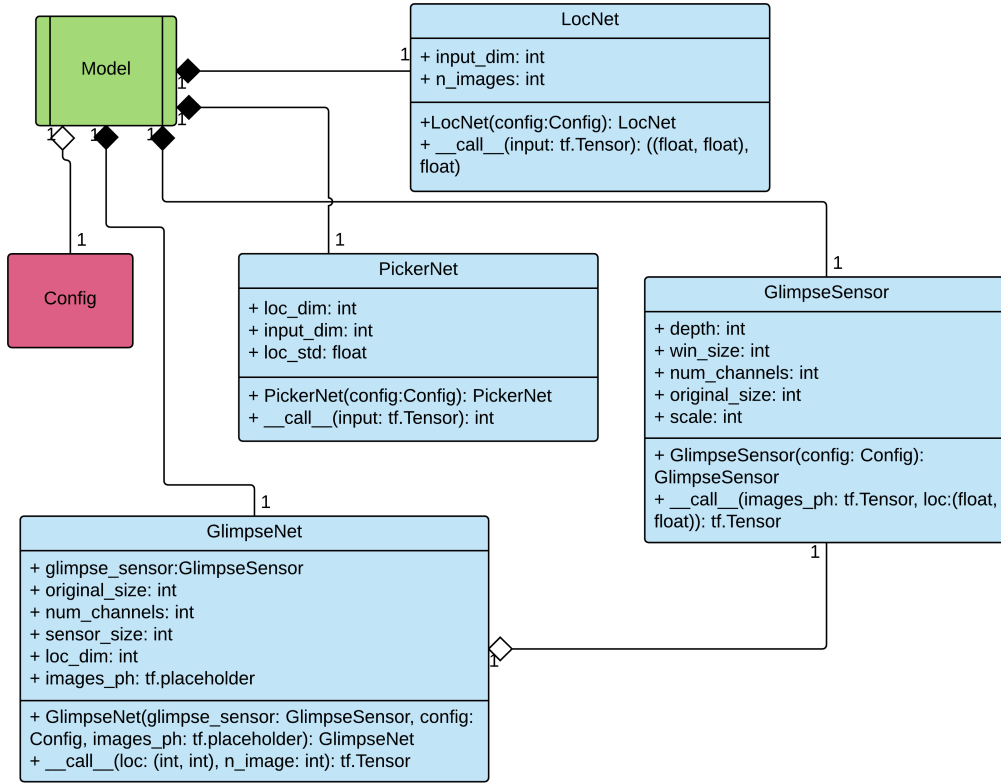 Model
1
1
1
1
1
1
LocNet
+ input_dim: int
+ n_images: int
+LocNet(config:Config): LocNet
+ __call__(input: tf.Tensor): ((float, float),
float)
1
Config
1
PickerNet
+ loc_dim: int
+ input_dim: int
+ loc_std: float
+ PickerNet(config:Config): PickerNet
+ __call__(input: tf.Tensor): int
1
GlimpseSensor
+ depth: int
+ win_size: int
+ num_channels: int
+ original_size: int
+ scale: int
+ GlimpseSensor(config: Config):
GlimpseSensor
+ __call__(images_ph: tf.Tensor, loc:(float,
float)): tf.Tensor
1
1
GlimpseNet
+ glimpse_sensor:GlimpseSensor
+ original_size: int
+ num_channels: int
+ sensor_size: int
+ loc_dim: int
+ images_ph: tf.placeholder
+ GlimpseNet(glimpse_sensor: GlimpseSensor, config:
Config, images_ph: tf.placeholder): GlimpseNet
+ __call__(loc: (int, int), n_image: int): tf.Tensor
1